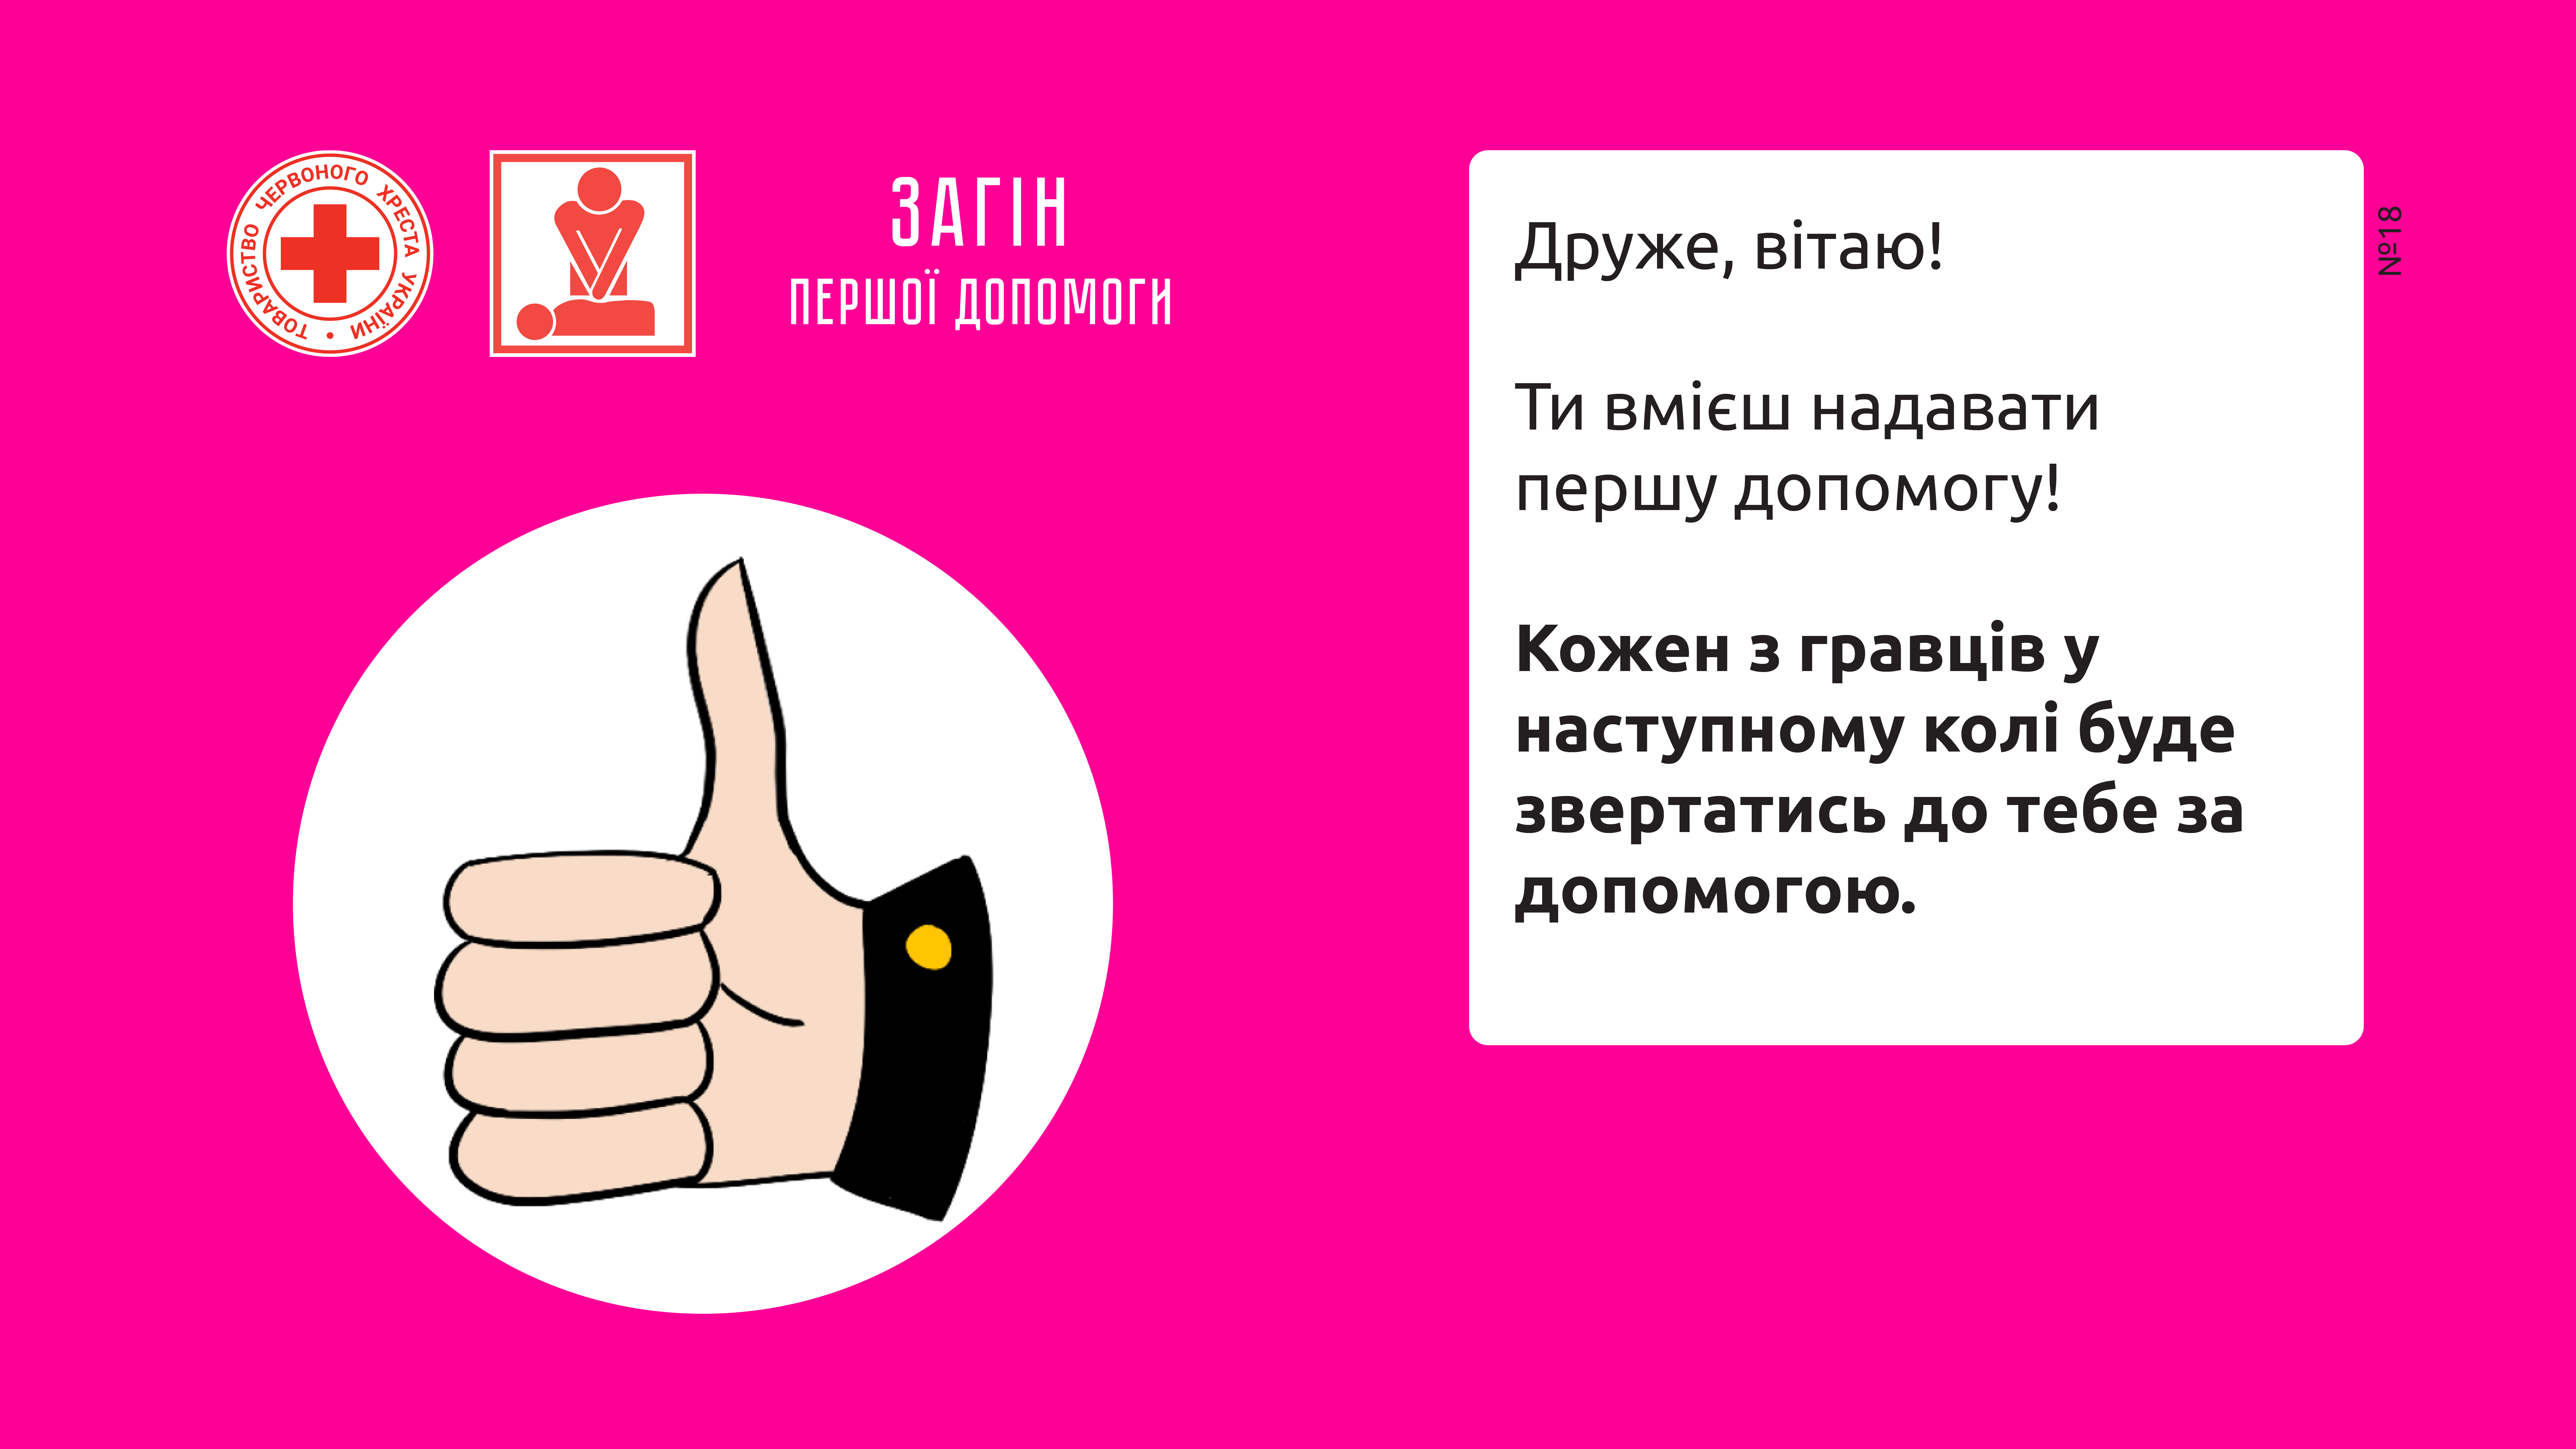 ТОВАРИСТВО ЧЕРВОНОГО ХРЕСТА УКРАЇНИ •
ЗАГІН
ПЕРШОЇ ДОПОМОГИ
Друже, вітаю!
Ти вмієш надавати
першу допомогу!
Кожен з гравців у
наступному колі буде
звертатись до тебе за
допомогою.
№18